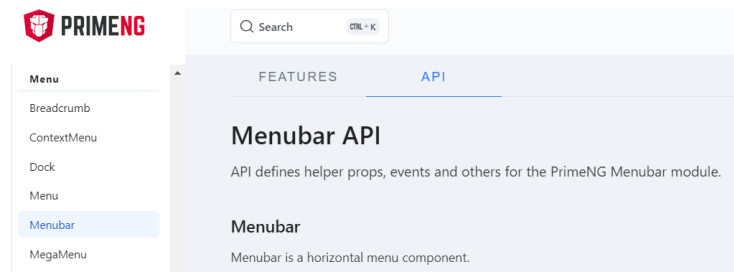 PRIMENG
Search CTRL + K
Menu
Breadcrumb
ContextMenu
Dock
Menu
Menubar
MegaMenu
FEATURES API
Menubar API
API defines helper props, events and others for the PrimeNG Menubar module.
Menubar
Menubar is a horizontal menu component.